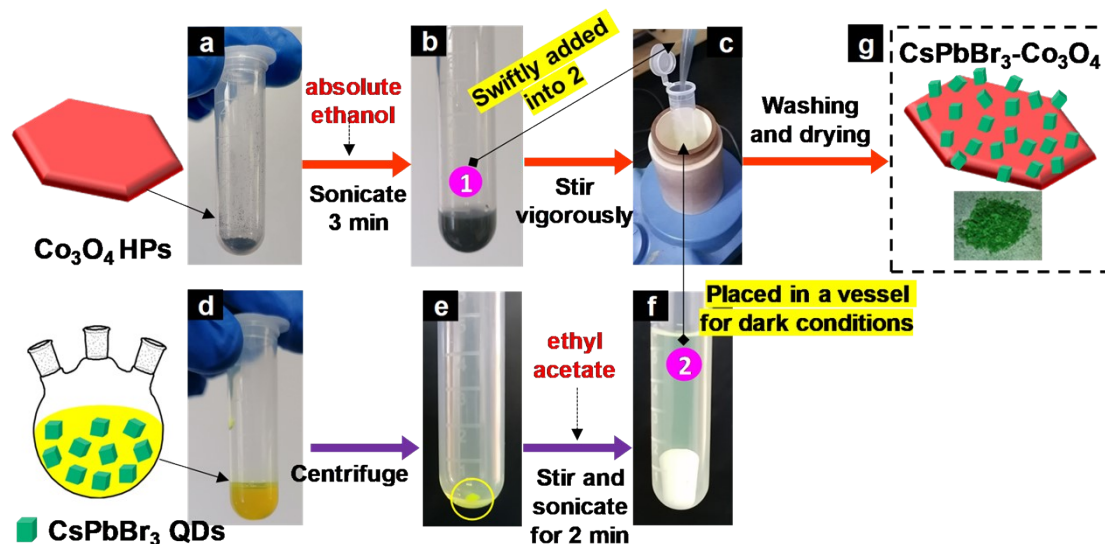 a
b
c
g
CsPbBr₃-Co₃O₄
absolute
ethanol
Sonicate
3 min
1
Swiftly added
into 2
Stir
vigorously
Washing
and drying
Co₃O₄ HPs
d
e
f
Placed in a vessel
for dark conditions
Centrifuge
ethyl
acetate
Stir and
sonicate
for 2 min
2
CsPbBr₃ QDs